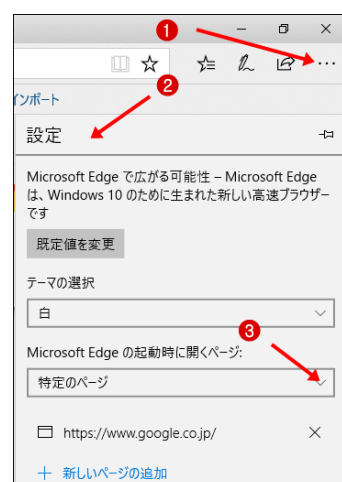 1
2
インポート
設定
Microsoft Edge で広がる可能性 – Microsoft Edge
は、Windows 10 のために生まれた新しい高速ブラウザー
です
既定値を変更
テーマの選択
白
3
Microsoft Edge の起動時に開くページ:
特定のページ
https://www.google.co.jp/
新しいページの追加